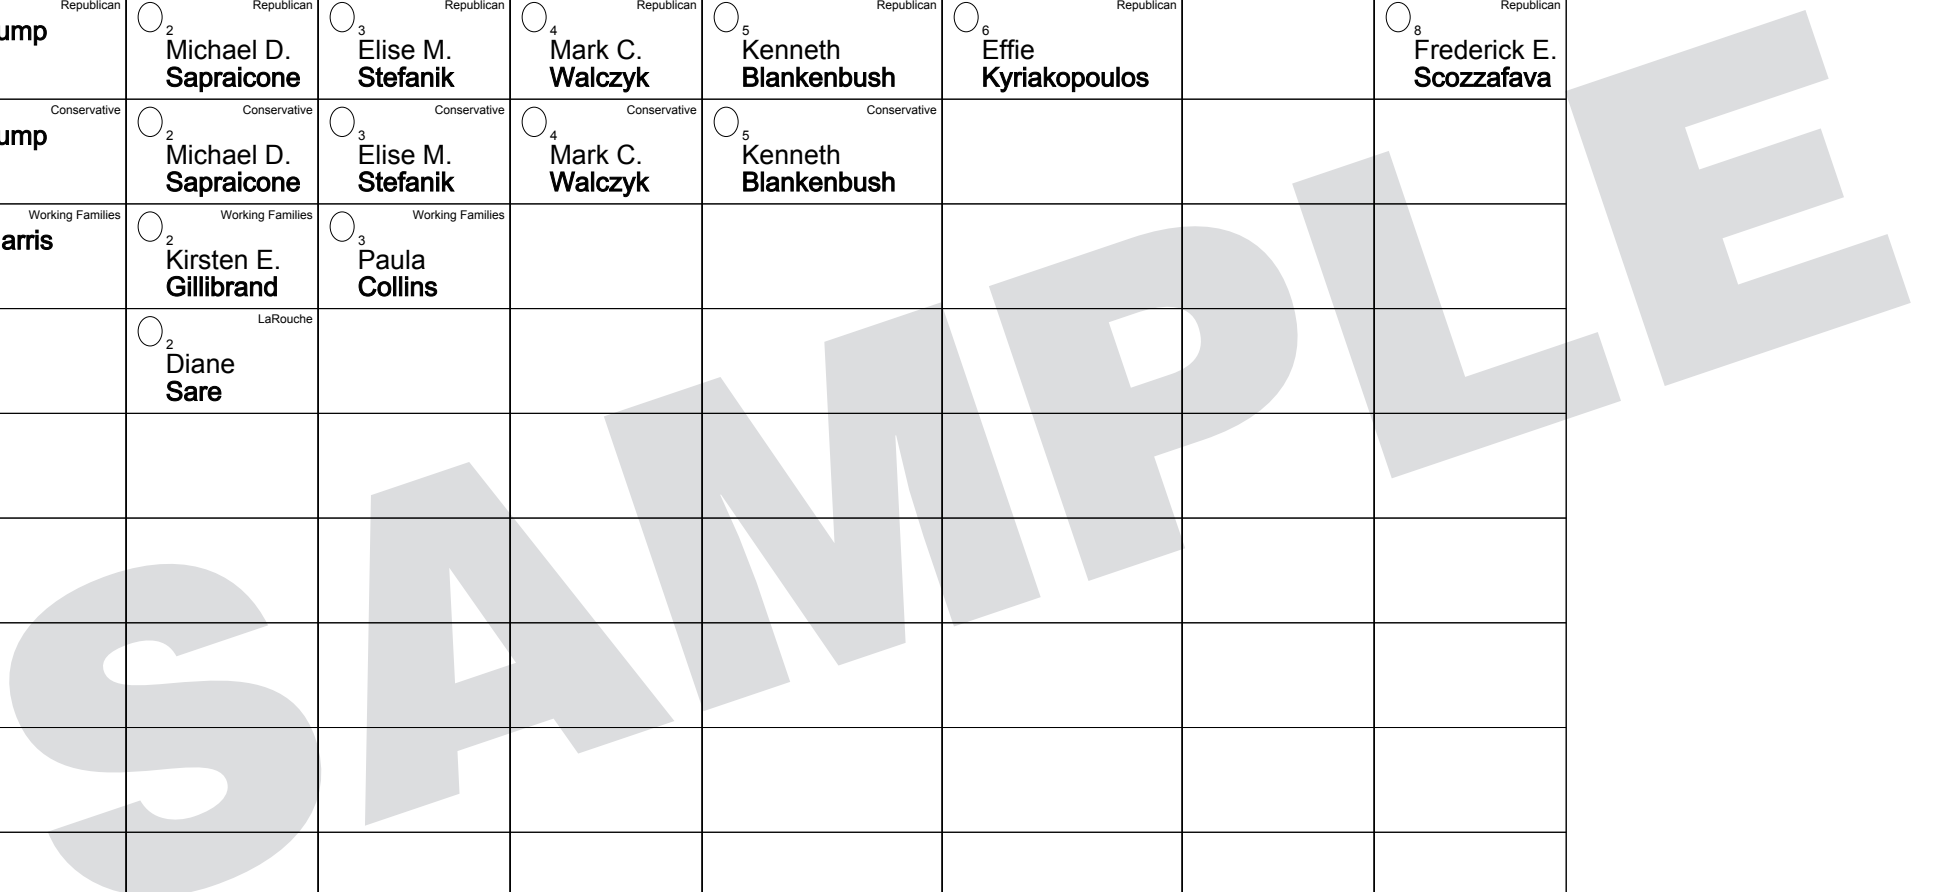 Republican Republican Republican Republican Republican Republican Republican
ump 2 3 4 5 6 8
Michael D. Elise M. Mark C. Kenneth Effie Frederick E.
Sapraicone Stefanik Walczyk Blankenbush Kyriakopoulos Scozzafava
Conservative Conservative Conservative Conservative Conservative
ump 2 3 4 5
Michael D. Elise M. Mark C. Kenneth
Sapraicone Stefanik Walczyk Blankenbush
Working Families Working Families Working Families
arris 2 3
Kirsten E. Paula
Gillibrand Collins
LaRouche
2
Diane
Sare
SAMPLE